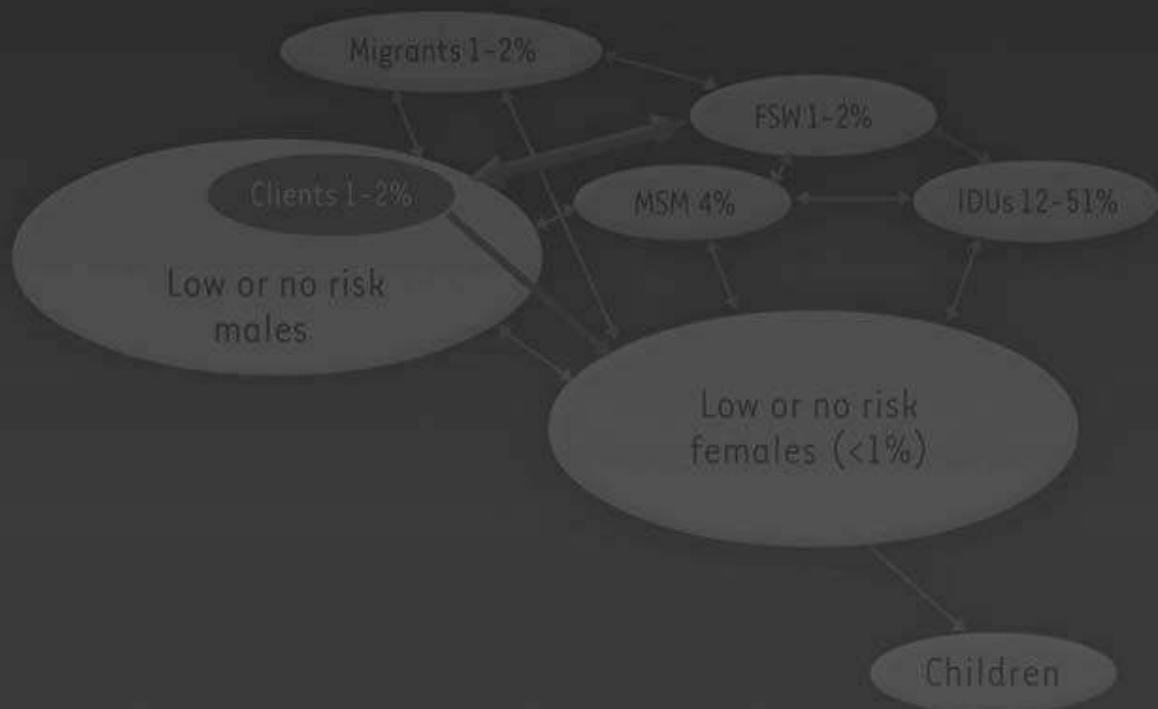 Migrants 1-2%
FSW 1-2%
Clients 1-2%
MSM 4%
IDUs 12-51%
Low or no risk
males
Low or no risk
females (<1%)
Children